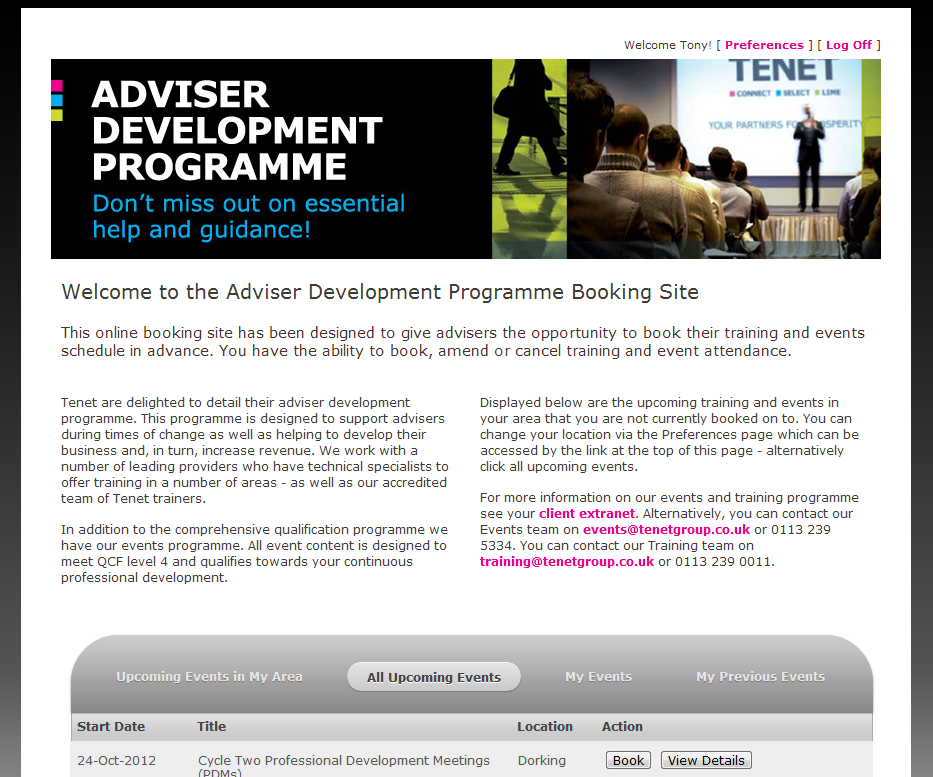 Welcome Tony! [ Preferences ] [ Log Off ]
ADVISER
DEVELOPMENT
PROGRAMME
Don't miss out on essential
help and guidance!
TENET
CONNECT SELECT LIME
YOUR PARTNERS FOR PROSPERITY
Welcome to the Adviser Development Programme Booking Site
This online booking site has been designed to give advisers the opportunity to book their training and events
schedule in advance. You have the ability to book, amend or cancel training and event attendance.
Tenet are delighted to detail their adviser development
programme. This programme is designed to support advisers
during times of change as well as helping to develop their
business and, in turn, increase revenue. We work with a
number of leading providers who have technical specialists to
offer training in a number of areas - as well as our accredited
team of Tenet trainers.
In addition to the comprehensive qualification programme we
have our events programme. All event content is designed to
meet QCF level 4 and qualifies towards your continuous
professional development.
Displayed below are the upcoming training and events in
your area that you are not currently booked on to. You can
change your location via the Preferences page which can be
accessed by the link at the top of this page - alternatively
click all upcoming events.
For more information on our events and training programme
see your client extranet. Alternatively, you can contact our
Events team on events@tenetgroup.co.uk or 0113 239
5334. You can contact our Training team on
training@tenetgroup.co.uk or 0113 239 0011.
Upcoming Events in My Area All Upcoming Events My Events My Previous Events
Start Date Title Location Action
24-Oct-2012 Cycle Two Professional Development Meetings Dorking Book View Details
(PDMs)